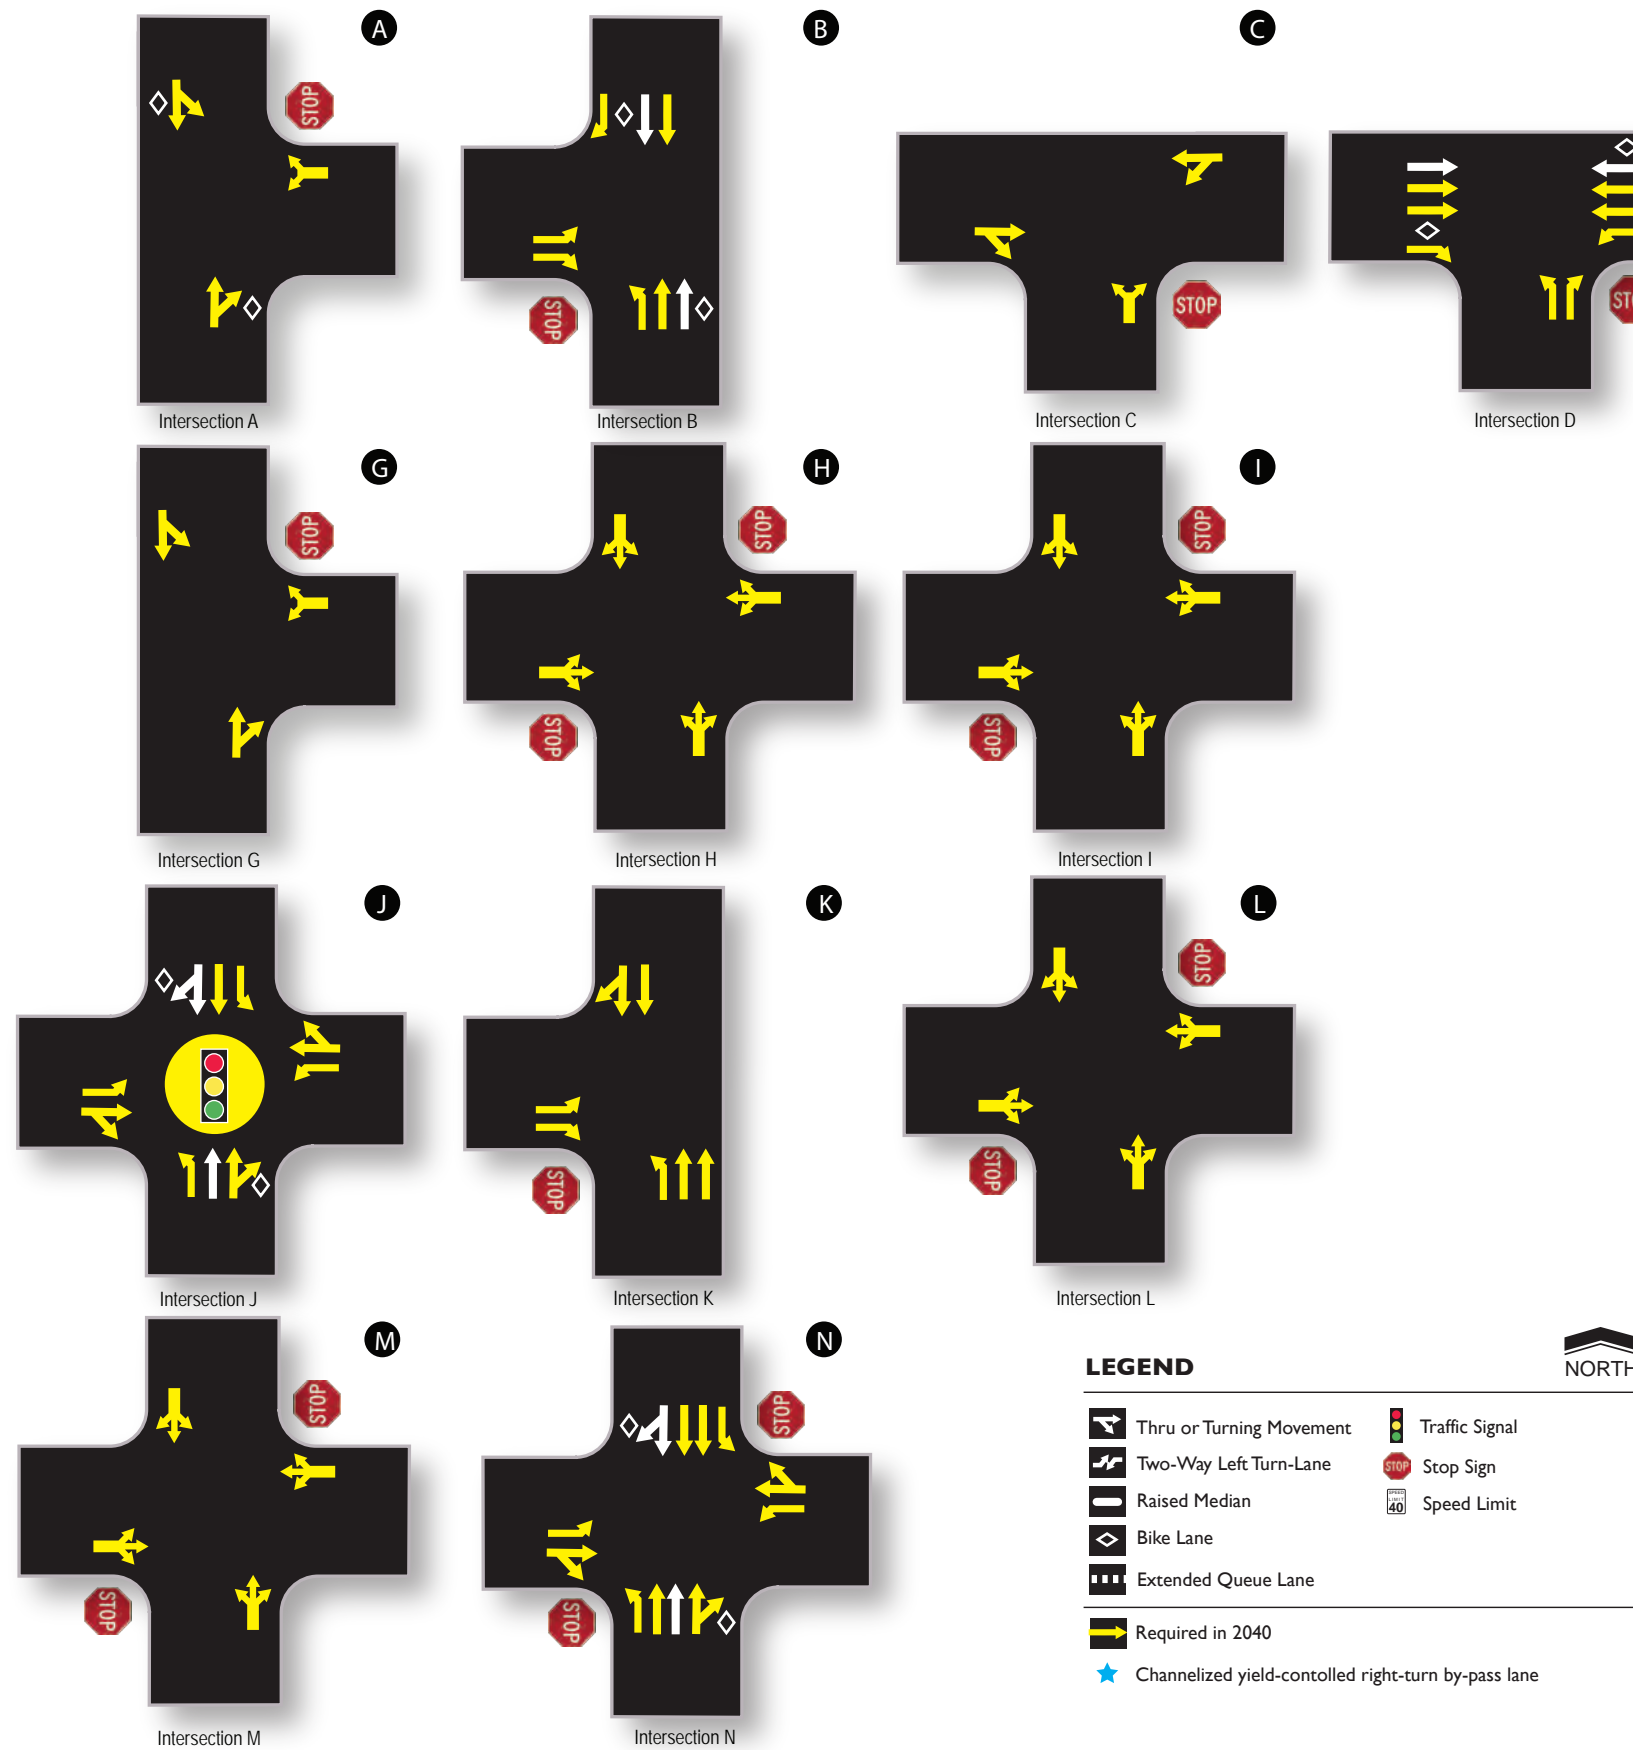 A
B
C
STOP
STOP
STOP
ST
Intersection A
Intersection B
Intersection C
Intersection D
G
H
I
STOP
STOP
STOP
STOP
STOP
Intersection G
Intersection H
Intersection I
J
K
L
STOP
STOP
STOP
Intersection J
Intersection K
Intersection L
M
N
STOP
STOP
STOP
STOP
Intersection M
Intersection N
LEGEND
NORTH
Thru or Turning Movement
Traffic Signal
Two-Way Left Turn-Lane
STOP
Stop Sign
Raised Median
SPEED
LIMIT
40
Speed Limit
Bike Lane
Extended Queue Lane
Required in 2040
Channelized yield-contolled right-turn by-pass lane